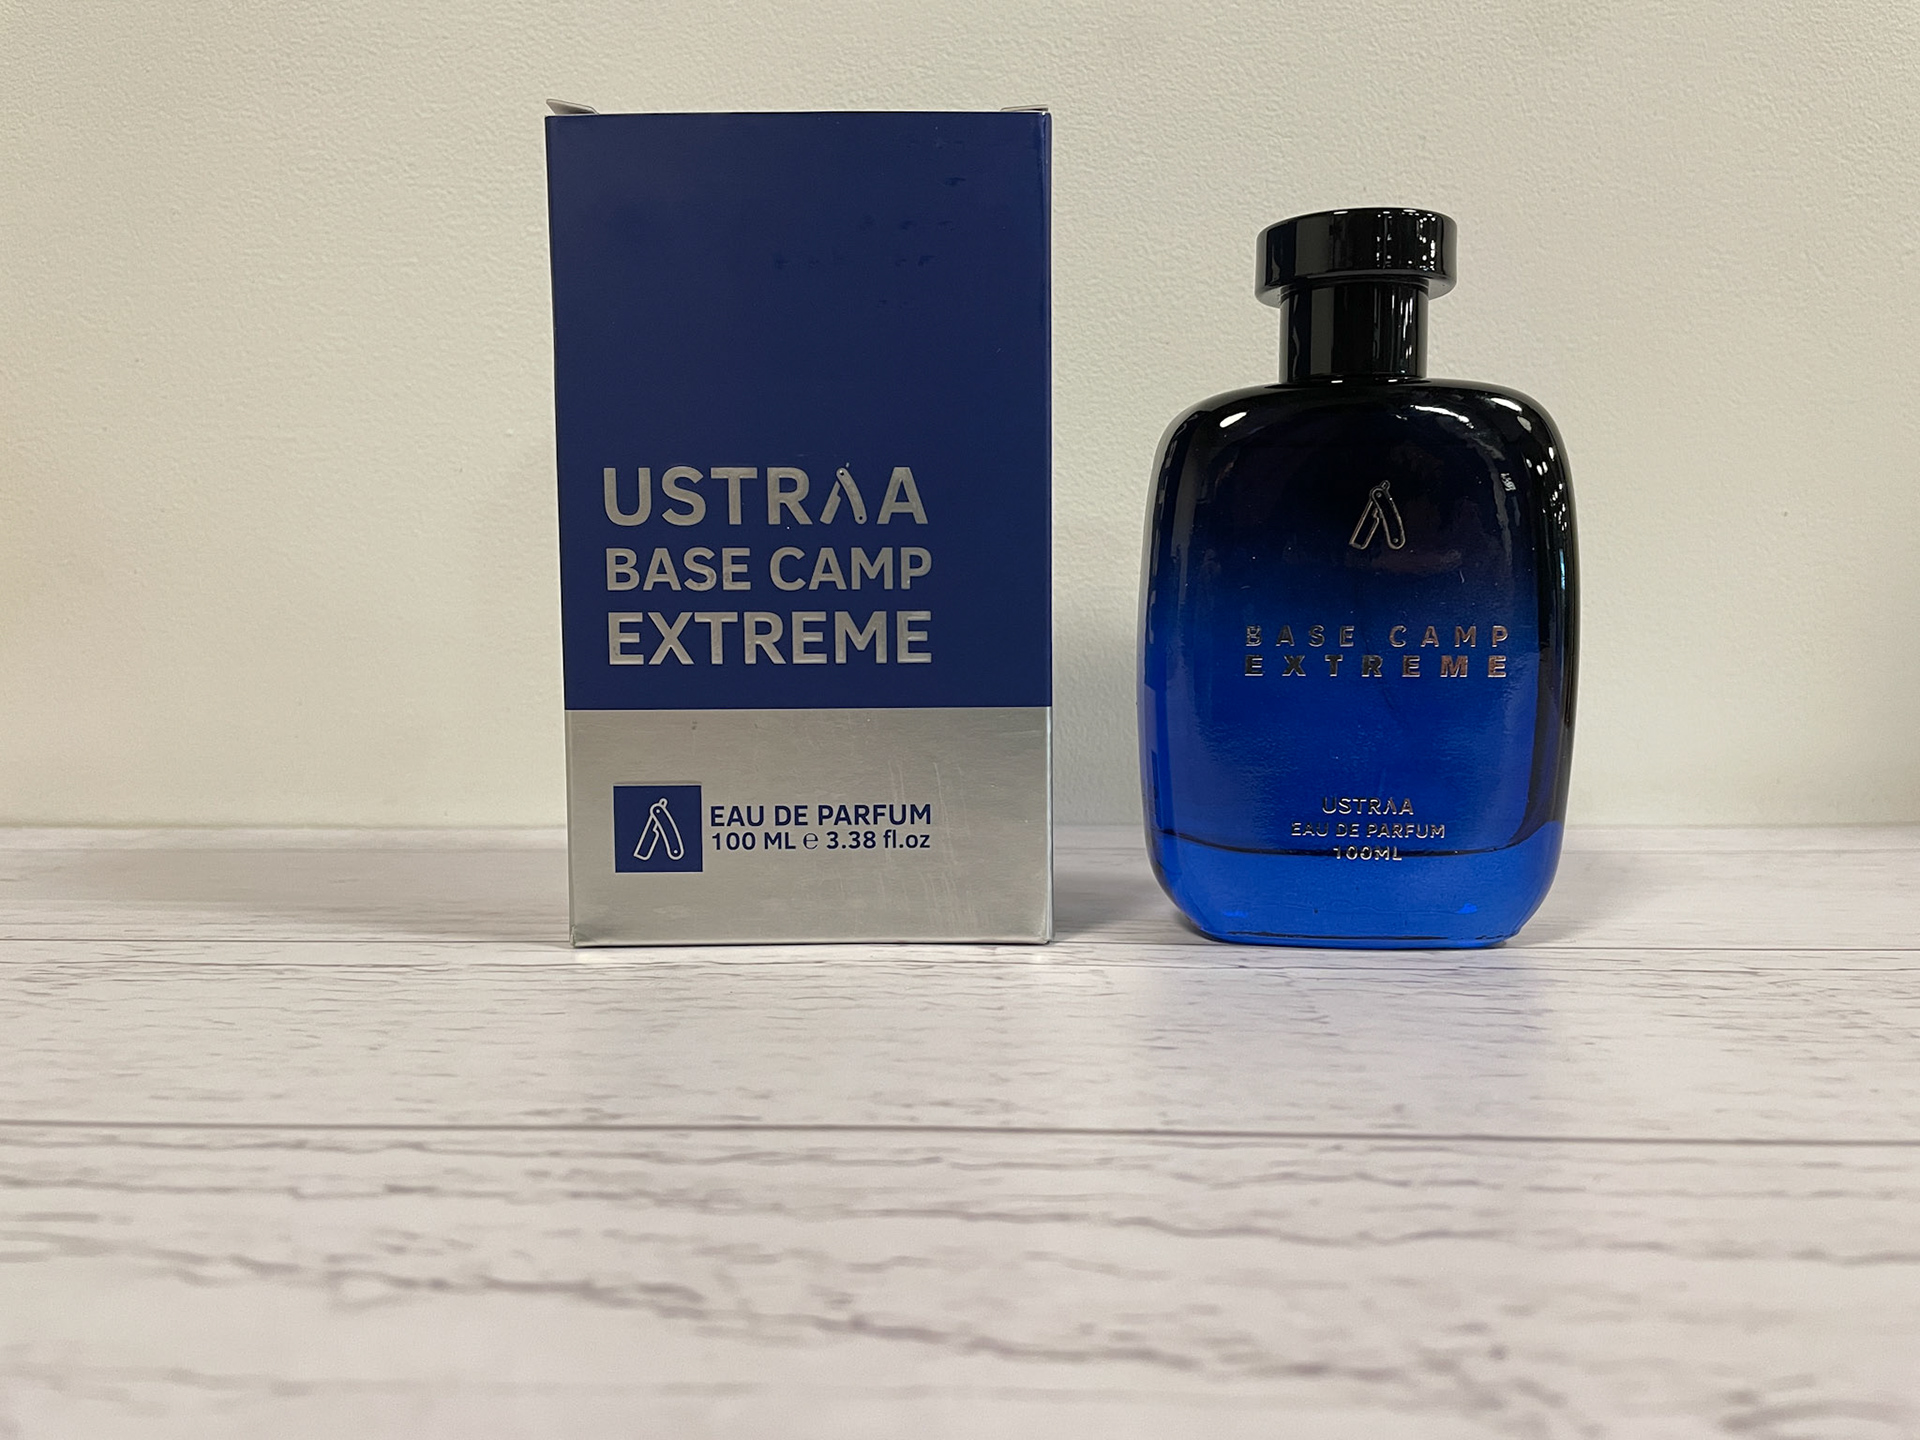 USTRAA
BASE CAMP
EXTREME
EAU DE PARFUM
100 ML ℮ 3.38 fl.oz
BASE CAMP
EXTREME
USTRAA
EAU DE PARFUM
100ML